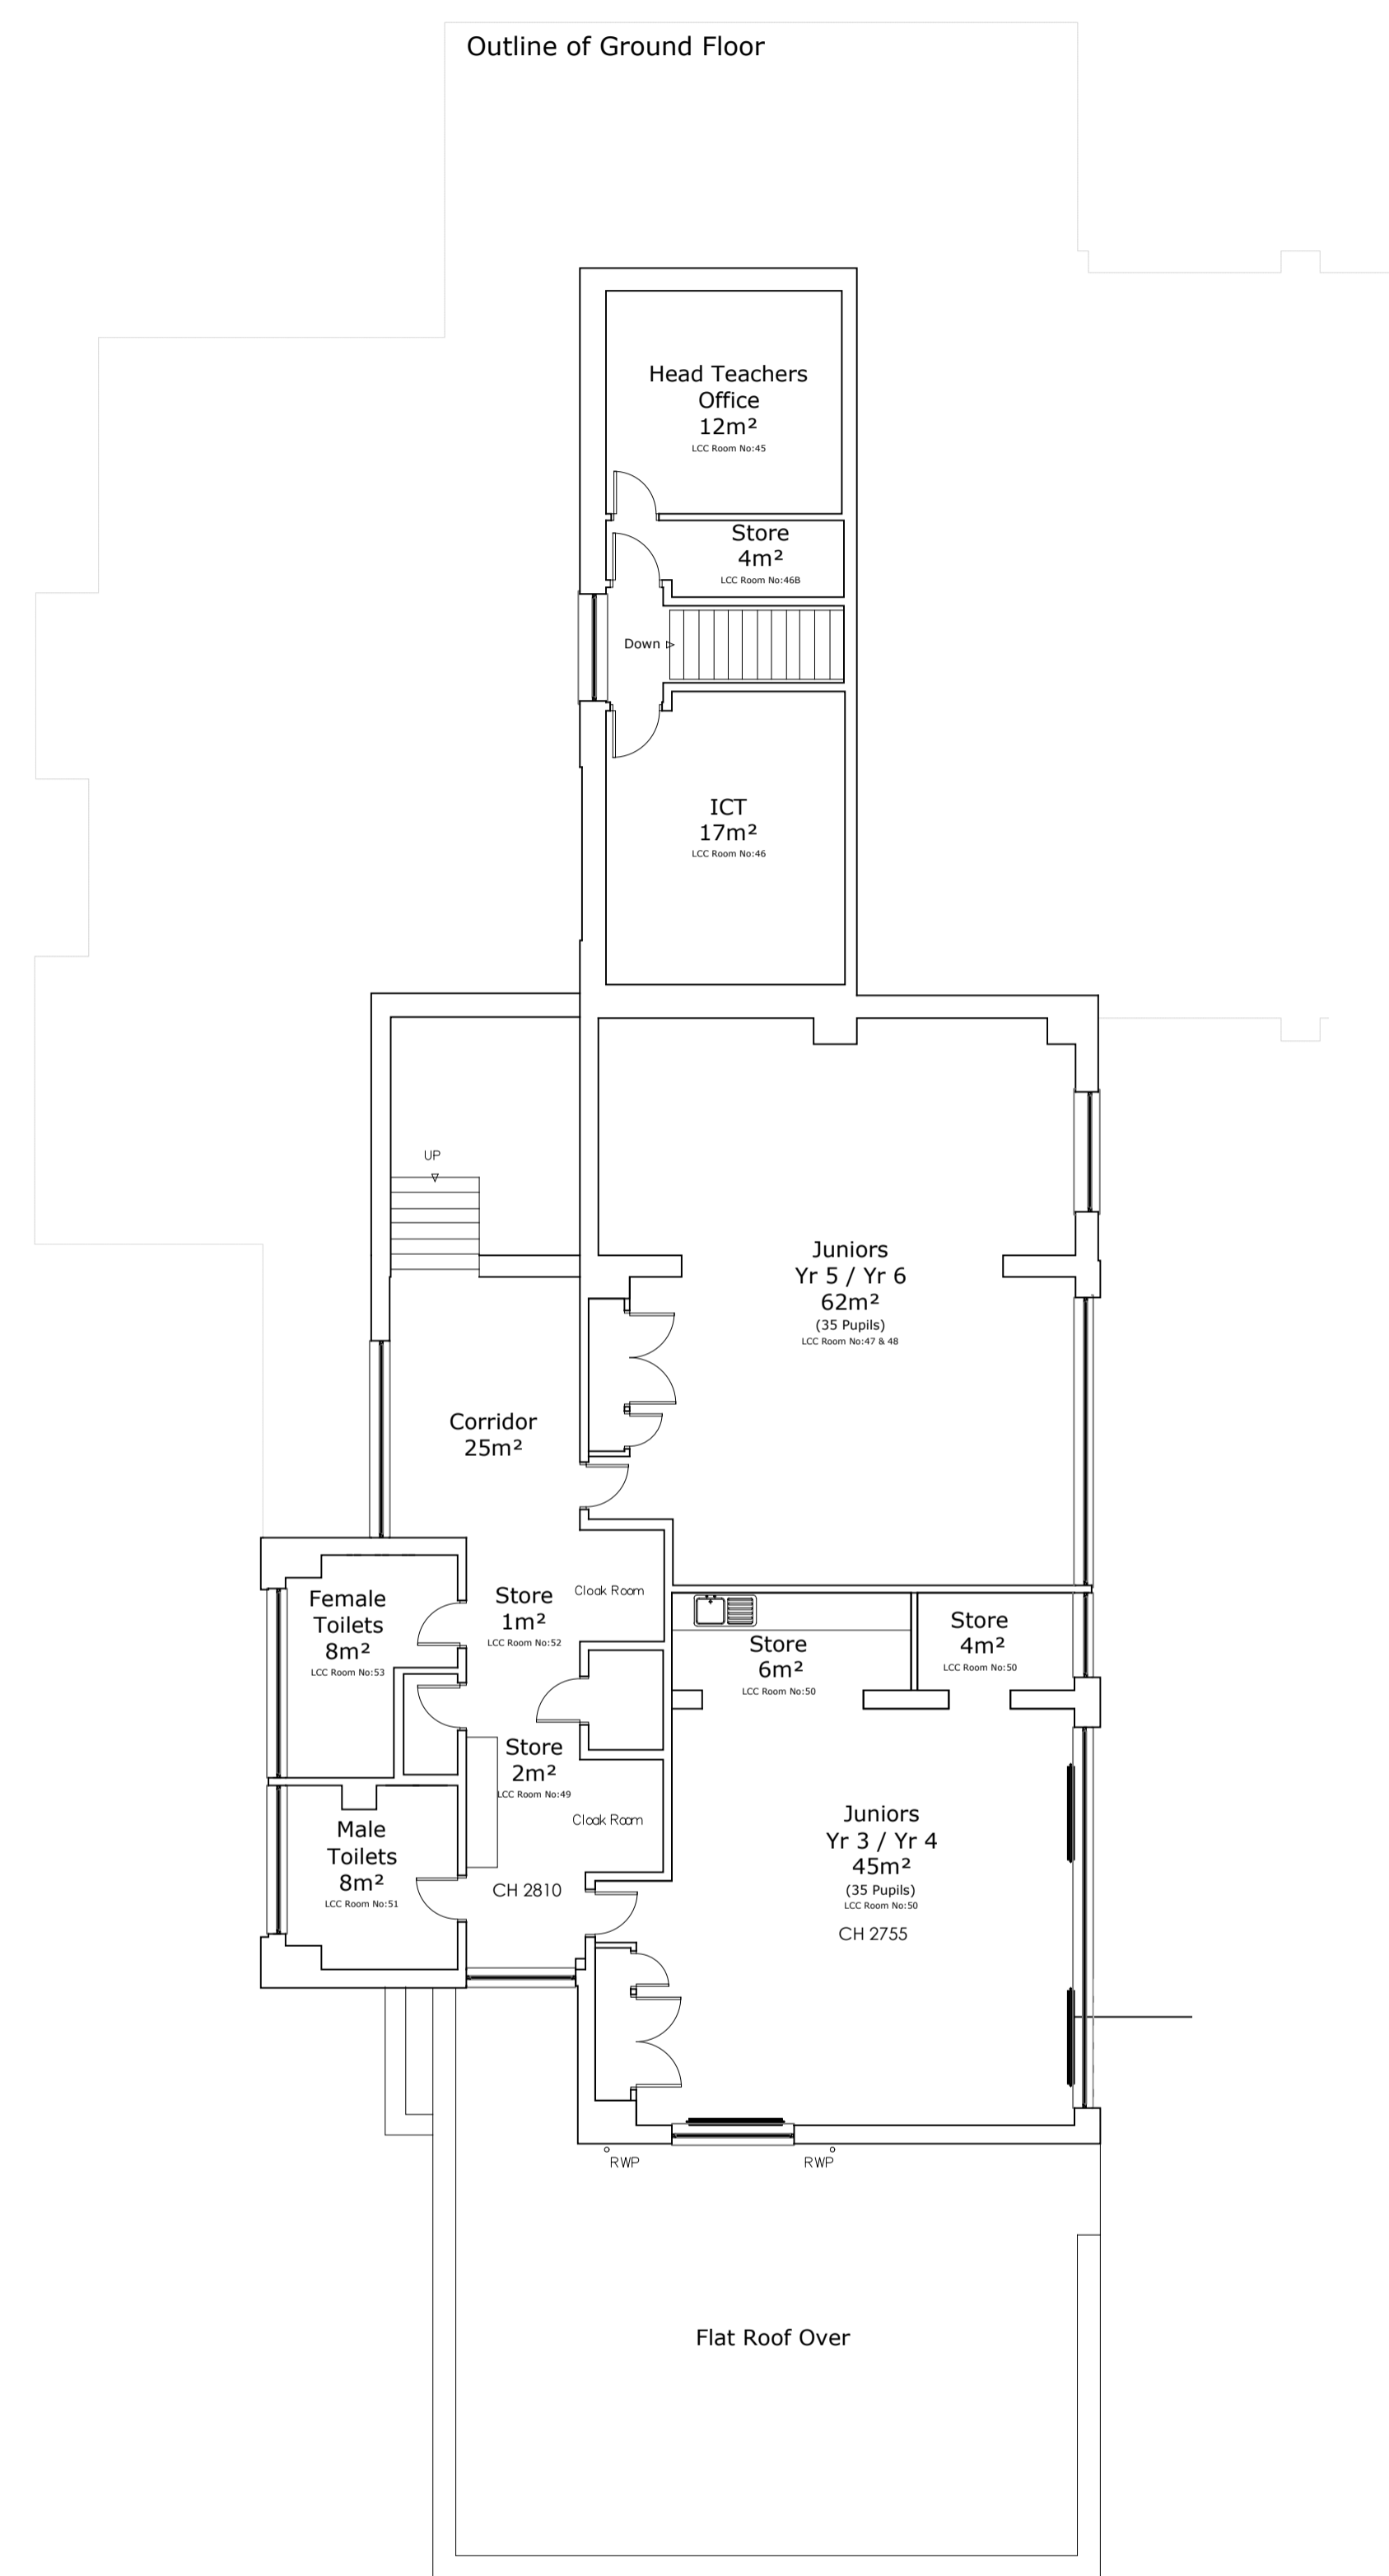 Outline of Ground Floor
Head Teachers
Office
12m²
LCC Room No:45
Store
4m²
LCC Room No:46B
Down
ICT
17m²
LCC Room No:46
UP
Juniors
Yr 5 / Yr 6
62m²
(35 Pupils)
LCC Room No:47 & 48
Corridor
25m²
Female
Toilets
8m²
LCC Room No:53
Store
1m²
LCC Room No:52
Cloak Room
Store
6m²
LCC Room No:50
Store
4m²
LCC Room No:50
Store
2m²
LCC Room No:49
Cloak Room
Male
Toilets
8m²
LCC Room No:51
CH 2810
Juniors
Yr 3 / Yr 4
45m²
(35 Pupils)
LCC Room No:50
CH 2755
RWP
RWP
Flat Roof Over